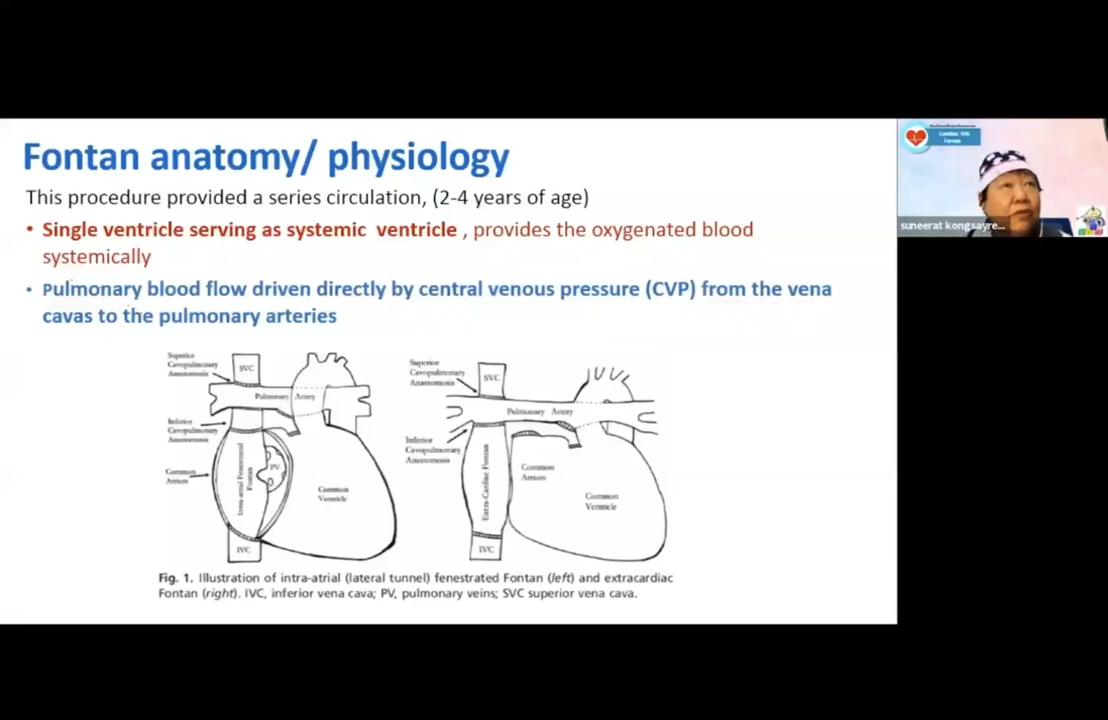 Fontan anatomy/ physiology
This procedure provided a series circulation, (2-4 years of age)
• Single ventricle serving as systemic ventricle , provides the oxygenated blood
systemically
• Pulmonary blood flow driven directly by central venous pressure (CVP) from the vena
cavas to the pulmonary arteries
Superior
Cavopulmonary
Anastomosis
SVC
Pulmonary Artery
Inferior
Cavopulmonary
Anastomosis
Common
Atrium
Intra-atrial Fenestrated
Fontan
PV
Common
Ventricle
IVC
Superior
Cavopulmonary
Anastomosis
SVC
Pulmonary Artery
Inferior
Cavopulmonary
Anastomosis
Extra-Cardiac Fontan
Common
Atrium
Common
Ventricle
IVC
Fig. 1. Illustration of intra-atrial (lateral tunnel) fenestrated Fontan (left) and extracardiac
Fontan (right). IVC, inferior vena cava; PV, pulmonary veins; SVC superior vena cava.
suneerat kongsayre...